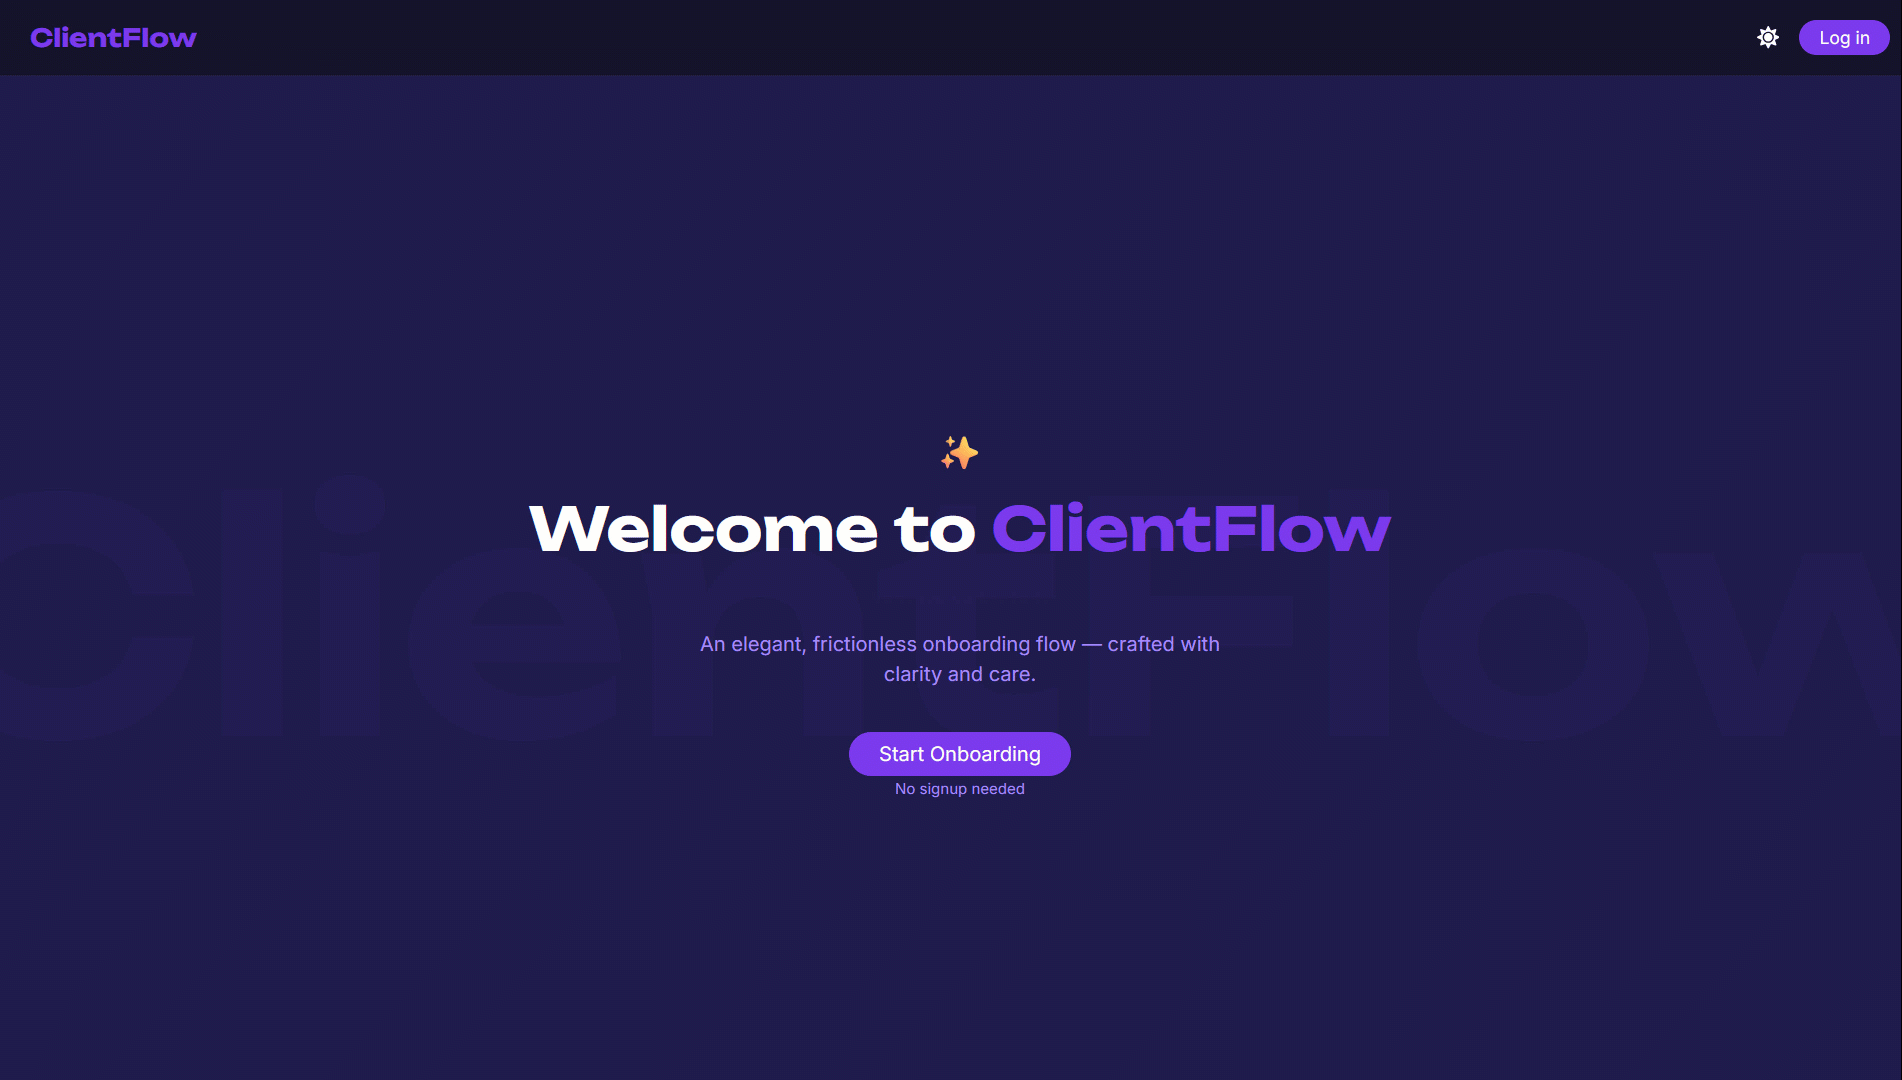 ClientFlow
Log in
ClientFlow
Welcome to ClientFlow
An elegant, frictionless onboarding flow — crafted with
clarity and care.
Start Onboarding
No signup needed